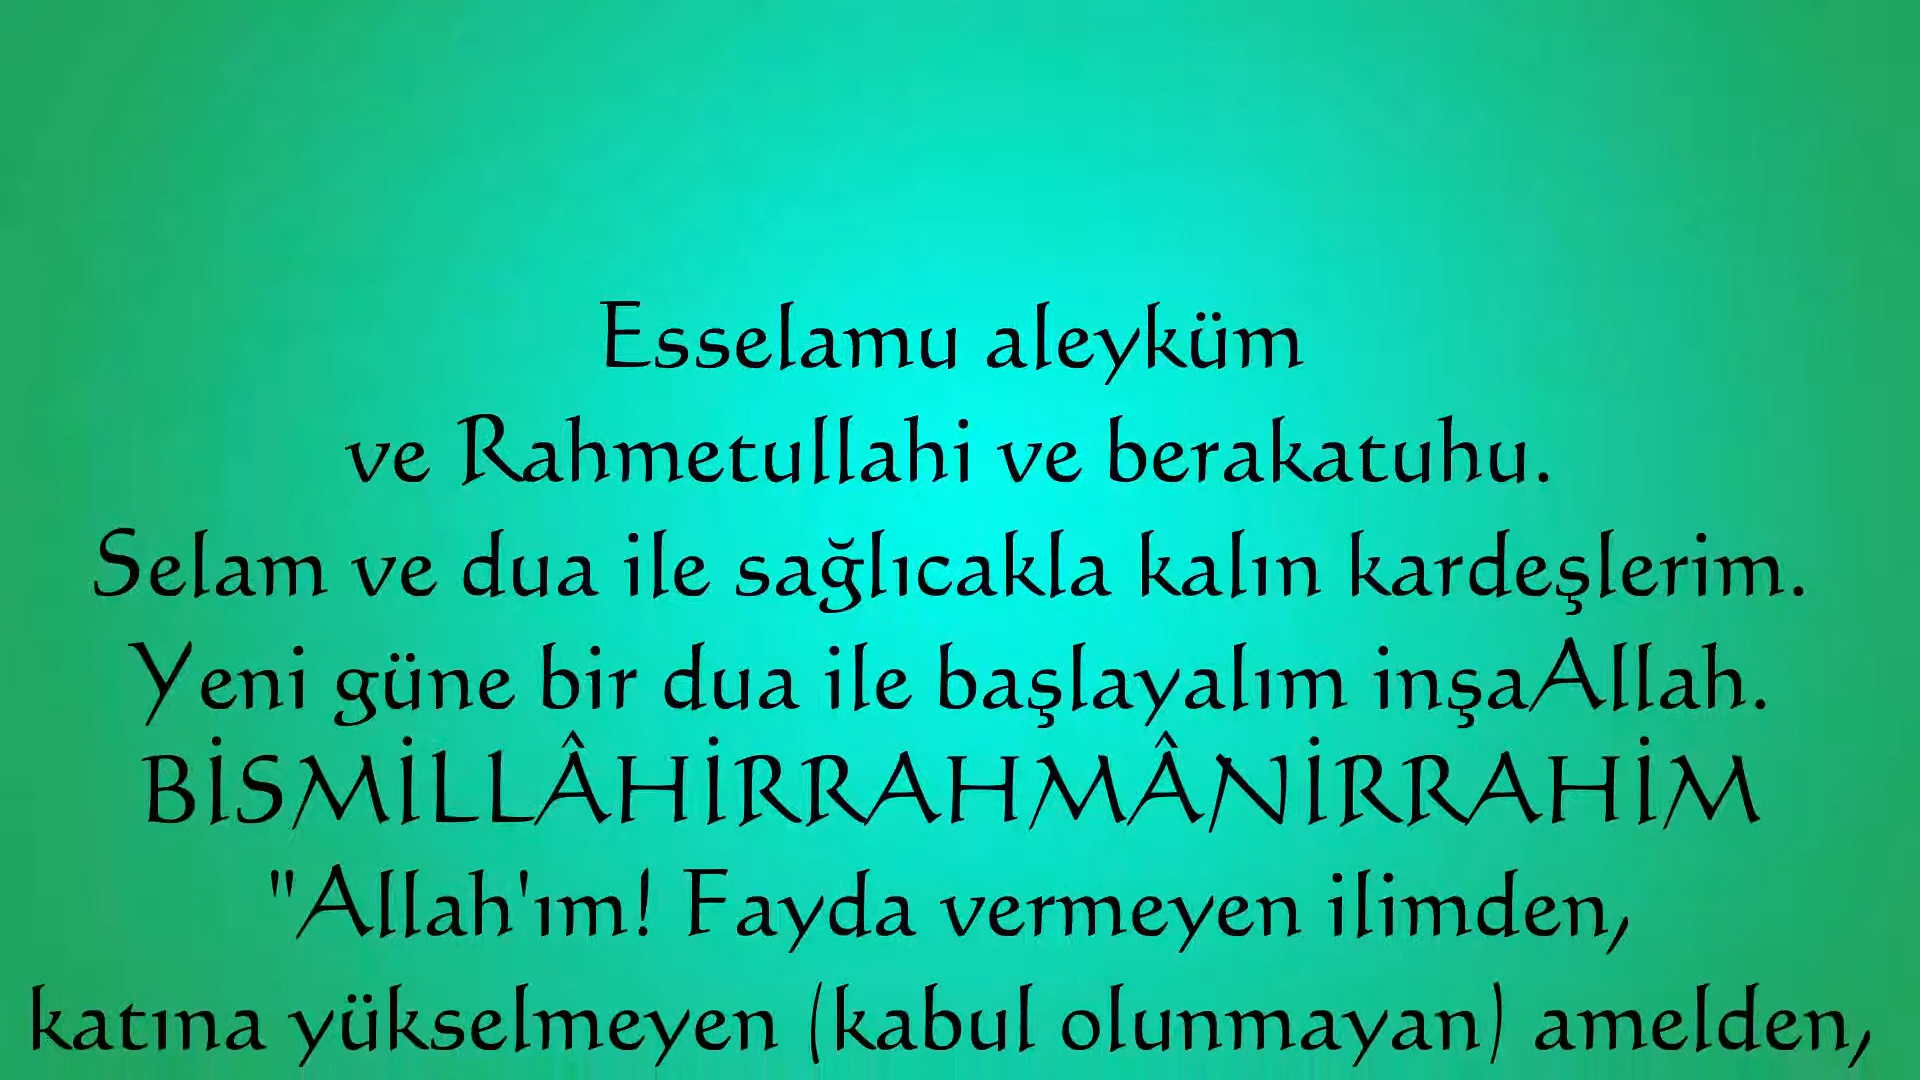 Esselamu aleyküm
ve Rahmetullahi ve berakatuhu.
Selam ve dua ile sağlıcakla kalın kardeşlerim.
Yeni güne bir dua ile başlayalım inşaAllah.
BİSMİLLÂHİRRAHMÂNİRRAHİM
"Allah'ım! Fayda vermeyen ilimden,
katına yükselmeyen (kabul olunmayan) amelden,